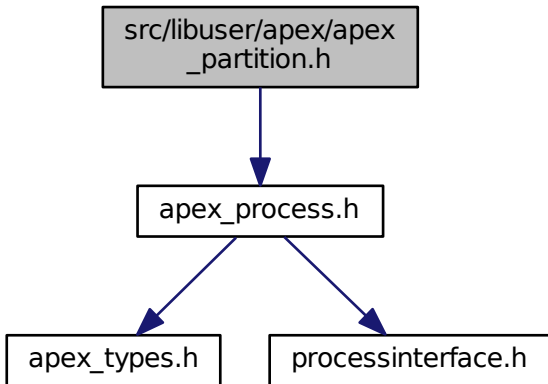 src/libuser/apex/apex
_partition.h
apex_process.h
apex_types.h
processinterface.h